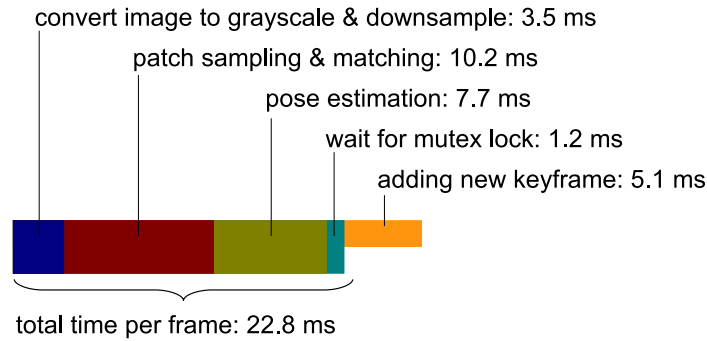 convert image to grayscale & downsample: 3.5 ms
patch sampling & matching: 10.2 ms
pose estimation: 7.7 ms
wait for mutex lock: 1.2 ms
adding new keyframe: 5.1 ms
total time per frame: 22.8 ms